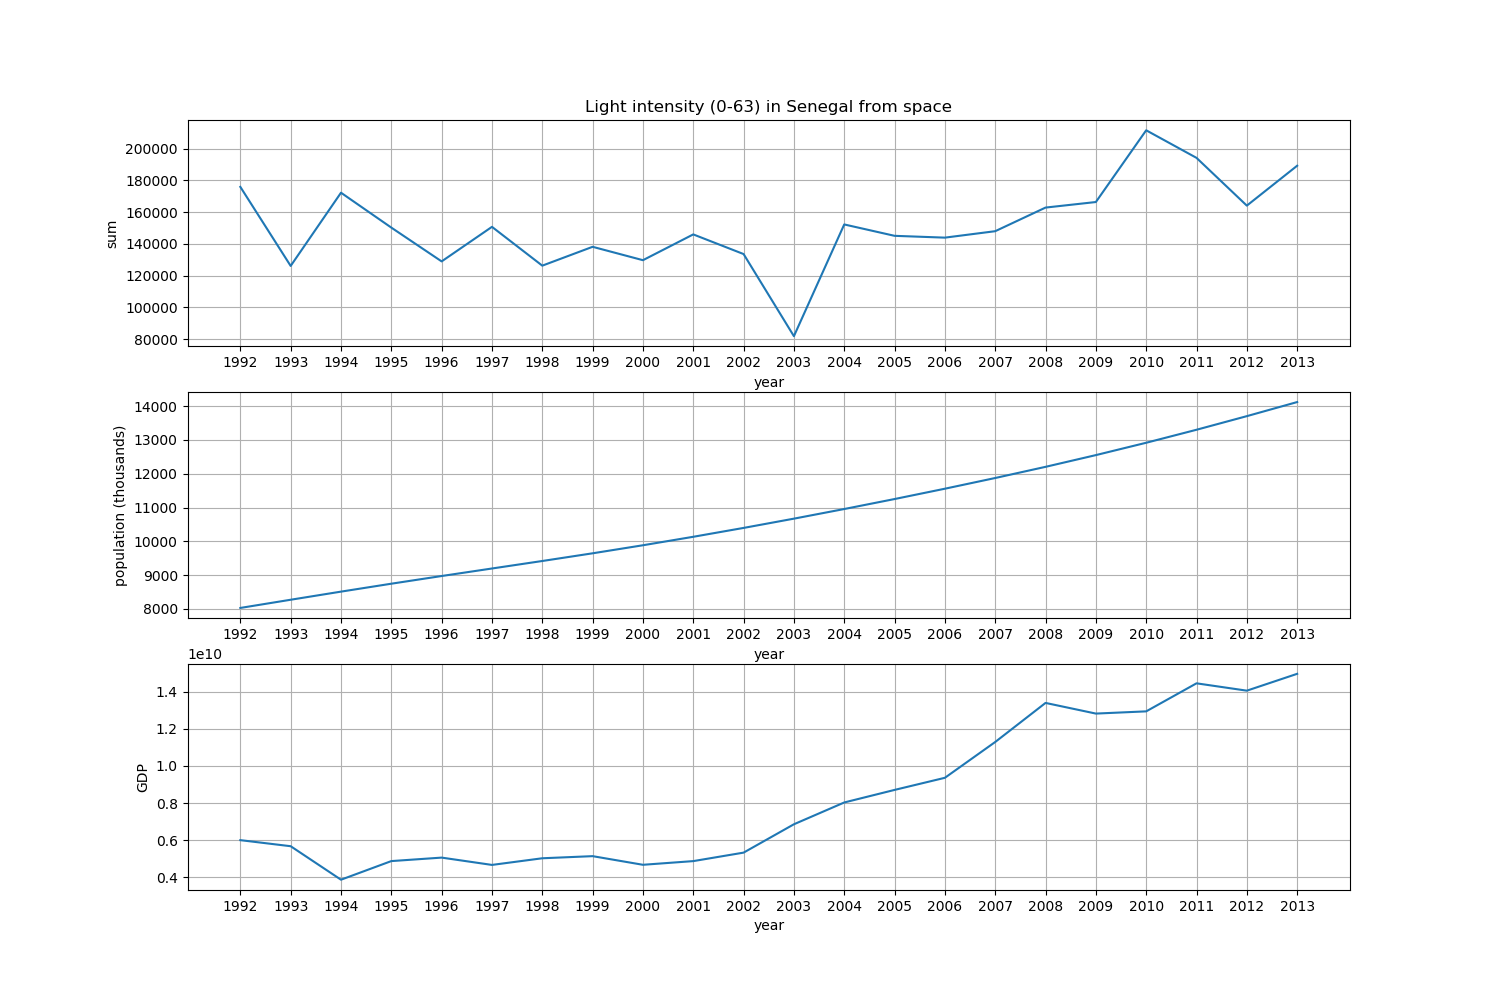 Light intensity (0-63) in Senegal from space
200000
180000
160000
140000
120000
100000
80000
sum
1992 1993 1994 1995 1996 1997 1998 1999 2000 2001 2002 2003 2004 2005 2006 2007 2008 2009 2010 2011 2012 2013
year
14000
13000
12000
11000
10000
9000
8000
population (thousands)
1992 1993 1994 1995 1996 1997 1998 1999 2000 2001 2002 2003 2004 2005 2006 2007 2008 2009 2010 2011 2012 2013
year
1e10
1.4
1.2
1.0
0.8
0.6
0.4
GDP
1992 1993 1994 1995 1996 1997 1998 1999 2000 2001 2002 2003 2004 2005 2006 2007 2008 2009 2010 2011 2012 2013
year